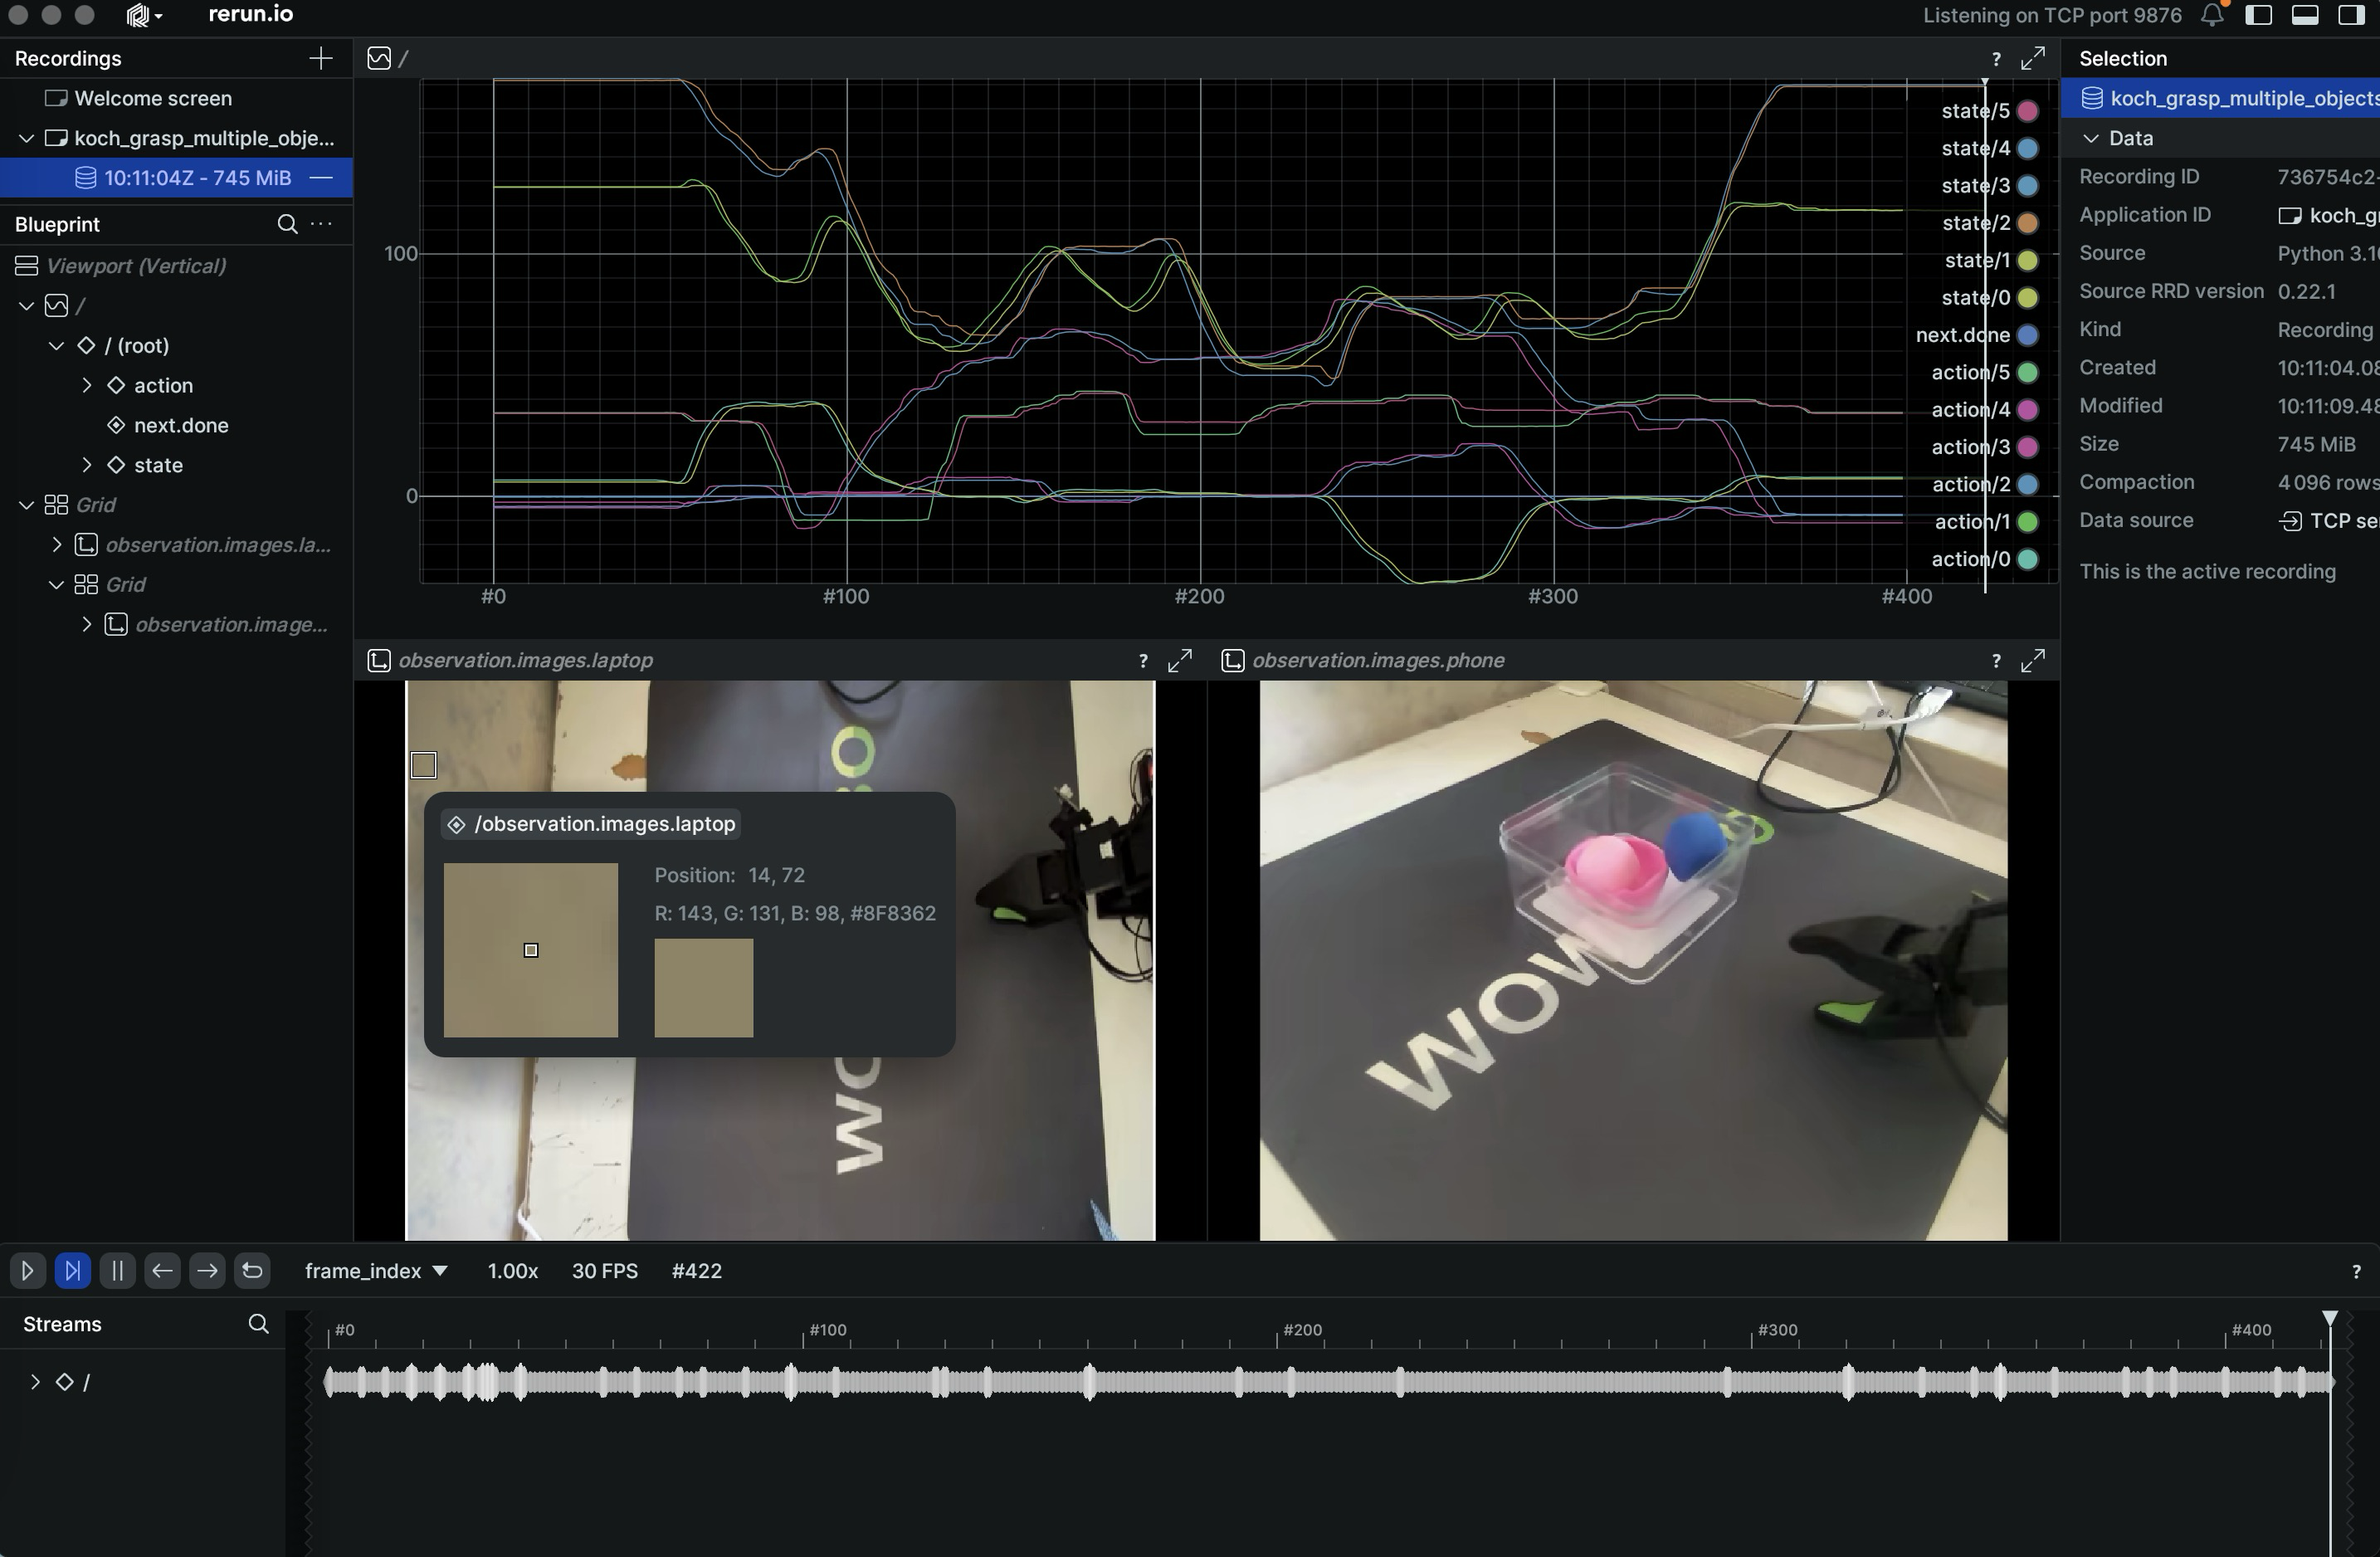 rerun.io
Listening on TCP port 9876
Recordings
Welcome screen
koch_grasp_multiple_obje...
10:11:04Z - 745 MiB
Blueprint
Viewport (Vertical)
/
/ (root)
action
next.done
state
Grid
observation.images.la...
Grid
observation.image...
/
?
100
0
#0
#100
#200
#300
#400
state/5
state/4
state/3
state/2
state/1
state/0
next.done
action/5
action/4
action/3
action/2
action/1
action/0
observation.images.laptop
?
/observation.images.laptop
Position: 14, 72
R: 143, G: 131, B: 98, #8F8362
observation.images.phone
?
WOW
Selection
koch_grasp_multiple_objects
Data
Recording ID 736754c2-
Application ID koch_g
Source Python 3.1
Source RRD version 0.22.1
Kind Recording
Created 10:11:04.08
Modified 10:11:09.48
Size 745 MiB
Compaction 4 096 rows
Data source TCP se
This is the active recording
frame_index
1.00x
30 FPS
#422
?
Streams
#0
#100
#200
#300
#400
/